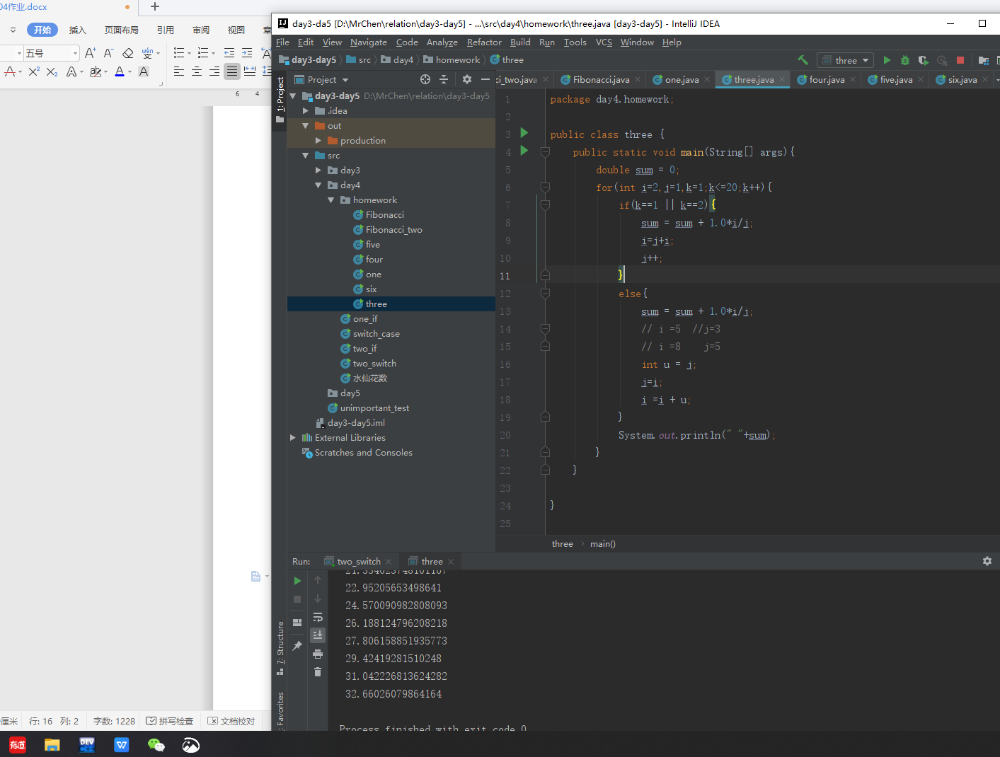 04作业.docx
day3-da5 [D:\MrChen\relation\day3-day5] - ...\src\day4\homework\three.java [day3-day5] - IntelliJ IDEA
开始 插入 页面布局 引用 审阅 视图 章
File Edit View Navigate Code Analyze Refactor Build Run Tools VCS Window Help
五号
day3-day5 src day4 homework three
three
6 4
1: Project
Project
ci_two.java Fibonacci.java one.java three.java four.java five.java six.java
day3-day5 D:\MrChen\relation\day3-day5
.idea
out
production
src
day3
day4
homework
Fibonacci
Fibonacci_two
five
four
one
six
three
one_if
switch_case
two_if
two_switch
水仙花数
day5
unimportant_test
day3-day5.iml
External Libraries
Scratches and Consoles
1 package day4.homework;
2
3 public class three {
4 public static void main(String[] args){
5 double sum = 0;
6 for(int i=2,j=1,k=1;k<=20;k++){
7 if(k==1 || k==2){
8 sum = sum + 1.0*i/j;
9 i=j+i;
10 j++;
11 }
12 else{
13 sum = sum + 1.0*i/j;
14 // i =5 //j=3
15 // i =8 j=5
16 int u = j;
17 j=i;
18 i =i + u;
19 }
20 System.out.println(" "+sum);
21 }
22 }
23
24 }
25
three main()
Run: two_switch three
21.334023748101167
22.95205653498641
24.570090982808093
26.188124796208218
27.806158851935773
29.42419281510248
31.042226813624282
32.66026079864164
Process finished with exit code 0
7: Structure
Favorites
厘米 行: 16 列: 2 字数: 1228 拼写检查 文档校对
有道
DEV
C++
W